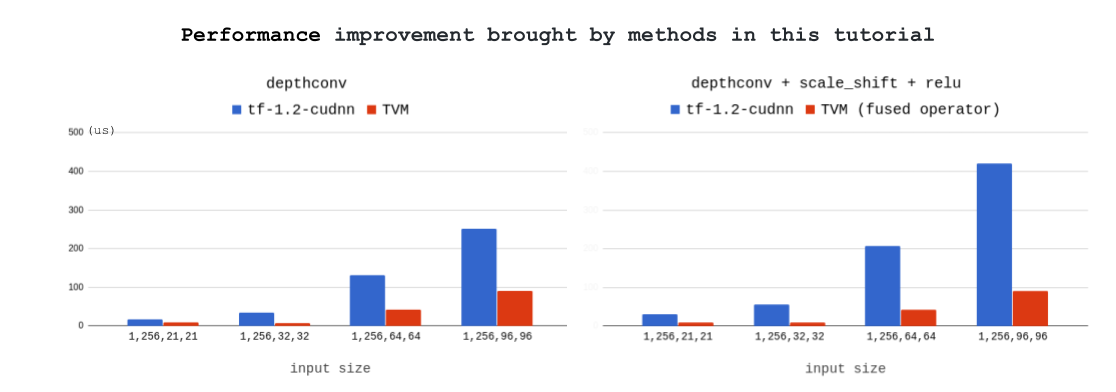 Performance improvement brought by methods in this tutorial
depthconv
tf-1.2-cudnn TVM
500 (us)
400
300
200
100
0
1,256,21,21 1,256,32,32 1,256,64,64 1,256,96,96
input size
depthconv + scale_shift + relu
tf-1.2-cudnn TVM (fused operator)
1,256,21,21 1,256,32,32 1,256,64,64 1,256,96,96
input size